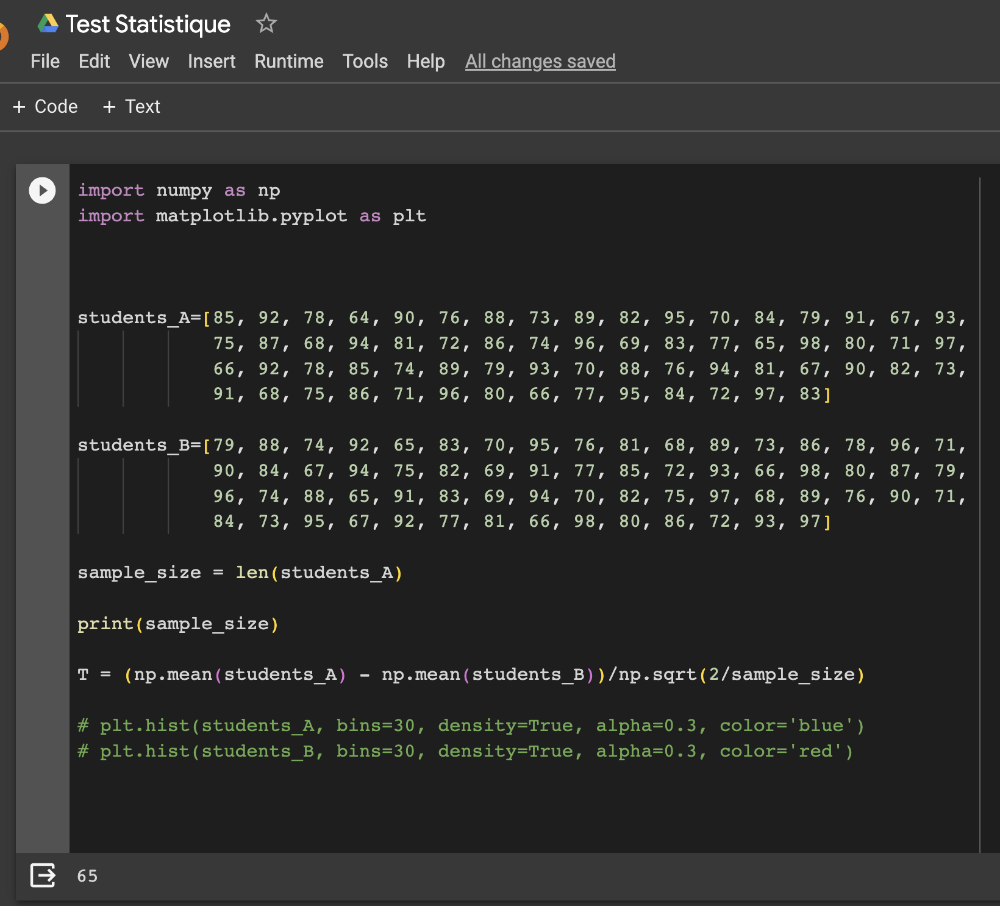 Test Statistique
File Edit View Insert Runtime Tools Help All changes saved
+ Code + Text
import numpy as np
import matplotlib.pyplot as plt
students_A=[85, 92, 78, 64, 90, 76, 88, 73, 89, 82, 95, 70, 84, 79, 91, 67, 93,
75, 87, 68, 94, 81, 72, 86, 74, 96, 69, 83, 77, 65, 98, 80, 71, 97,
66, 92, 78, 85, 74, 89, 79, 93, 70, 88, 76, 94, 81, 67, 90, 82, 73,
91, 68, 75, 86, 71, 96, 80, 66, 77, 95, 84, 72, 97, 83]
students_B=[79, 88, 74, 92, 65, 83, 70, 95, 76, 81, 68, 89, 73, 86, 78, 96, 71,
90, 84, 67, 94, 75, 82, 69, 91, 77, 85, 72, 93, 66, 98, 80, 87, 79,
96, 74, 88, 65, 91, 83, 69, 94, 70, 82, 75, 97, 68, 89, 76, 90, 71,
84, 73, 95, 67, 92, 77, 81, 66, 98, 80, 86, 72, 93, 97]
sample_size = len(students_A)
print(sample_size)
T = (np.mean(students_A) - np.mean(students_B))/np.sqrt(2/sample_size)
# plt.hist(students_A, bins=30, density=True, alpha=0.3, color='blue')
# plt.hist(students_B, bins=30, density=True, alpha=0.3, color='red')
65